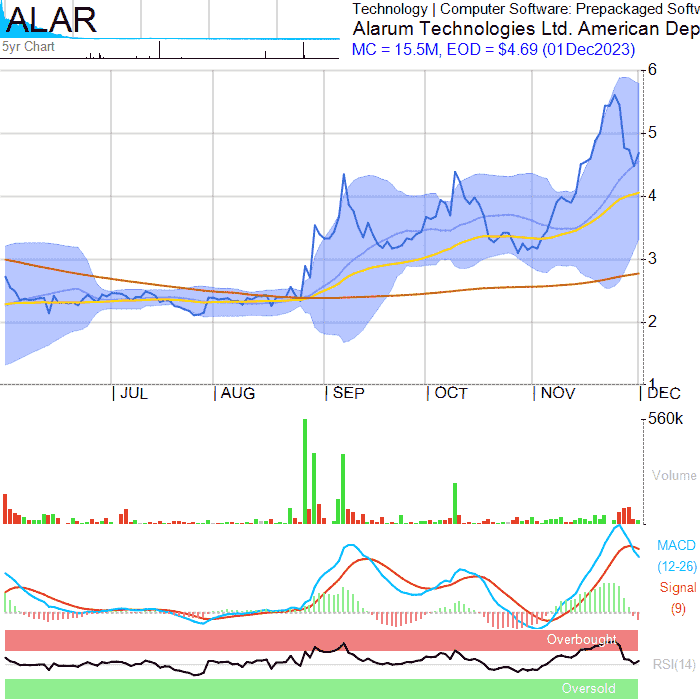 ALAR
5yr Chart
Technology | Computer Software: Prepackaged Softw
Alarum Technologies Ltd. American Dep
MC = 15.5M, EOD = $4.69 (01Dec2023)
6
5
4
3
2
1
| JUL | AUG | SEP | OCT | NOV | DEC
560k
Volume
MACD
(12-26)
Signal
(9)
Overbought
RSI(14)
Oversold